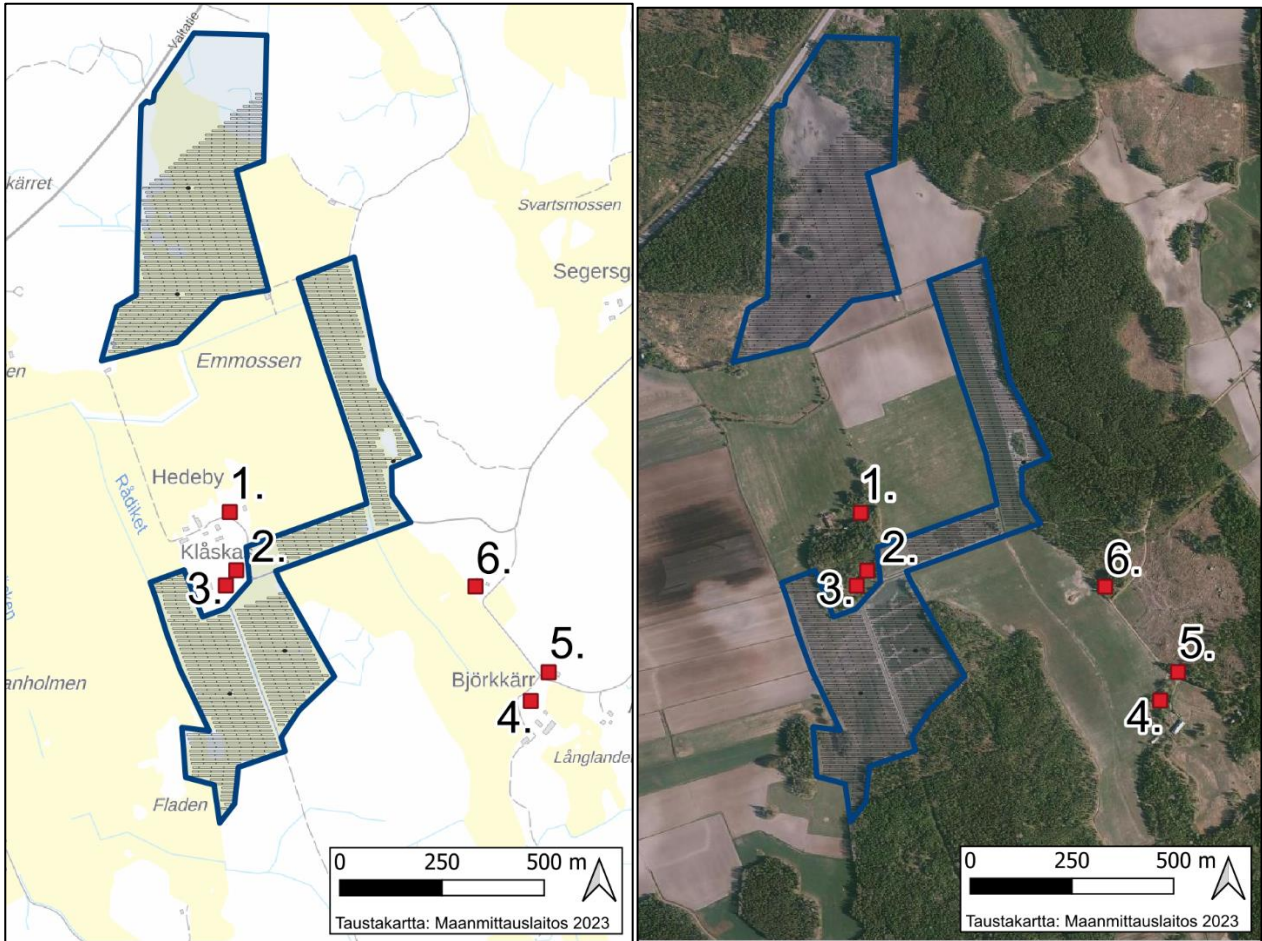 Valtatie
kärret
Svartsmossen
Segersg
Emmossen
en
Rådiket
Hedeby
1.
Klåska
2.
3.
6.
anholmen
5.
Björkkärr
4.
Långlande
Fladen
0 250 500 m
Taustakartta: Maanmittauslaitos 2023
1.
2.
3.
6.
5.
4.
0 250 500 m
Taustakartta: Maanmittauslaitos 2023